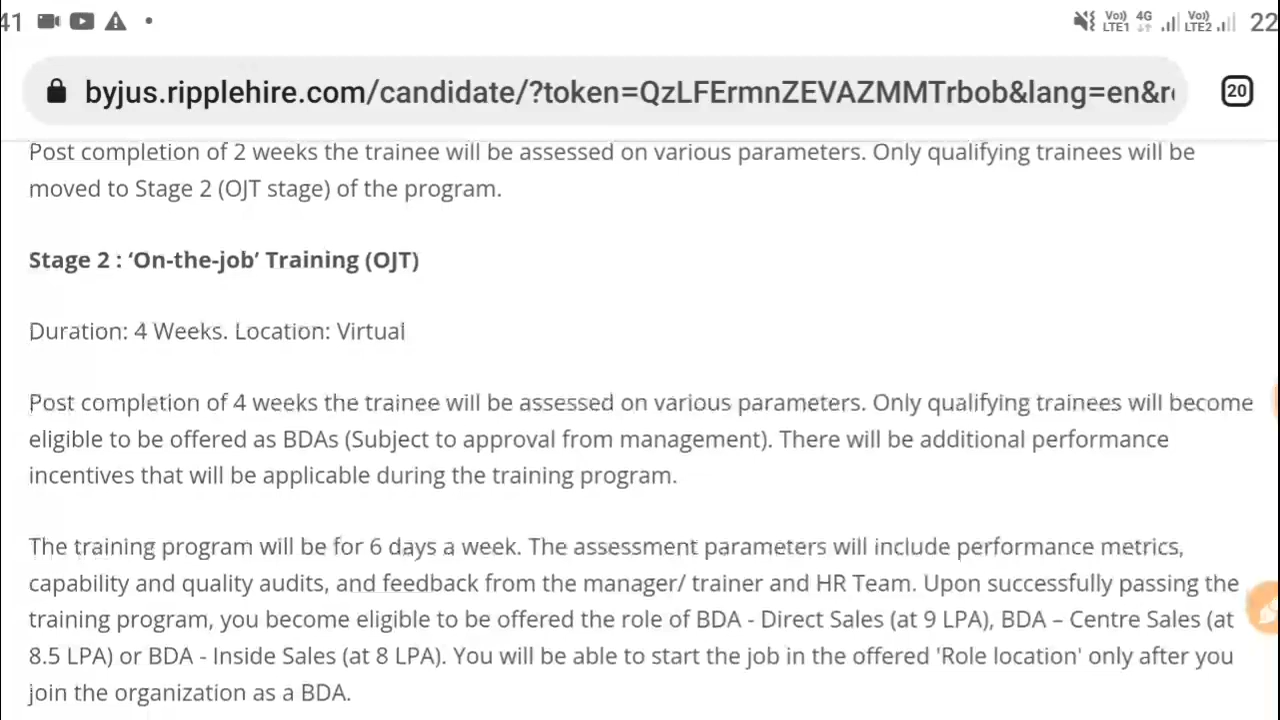 41
Vo)) LTE1 4G Vo)) LTE2 22
byjus.ripplehire.com/candidate/?token=QzLFErmnZEVAZMMTrbob&lang=en&r
20
Post completion of 2 weeks the trainee will be assessed on various parameters. Only qualifying trainees will be
moved to Stage 2 (OJT stage) of the program.
Stage 2 : ‘On-the-job’ Training (OJT)
Duration: 4 Weeks. Location: Virtual
Post completion of 4 weeks the trainee will be assessed on various parameters. Only qualifying trainees will become
eligible to be offered as BDAs (Subject to approval from management). There will be additional performance
incentives that will be applicable during the training program.
The training program will be for 6 days a week. The assessment parameters will include performance metrics,
capability and quality audits, and feedback from the manager/ trainer and HR Team. Upon successfully passing the
training program, you become eligible to be offered the role of BDA - Direct Sales (at 9 LPA), BDA – Centre Sales (at
8.5 LPA) or BDA - Inside Sales (at 8 LPA). You will be able to start the job in the offered 'Role location' only after you
join the organization as a BDA.